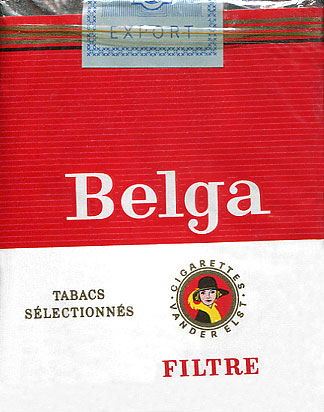 EXPORT
Belga
TABACS
SÉLECTIONNÉS
CIGARETTES
VANDER ELST
FILTRE